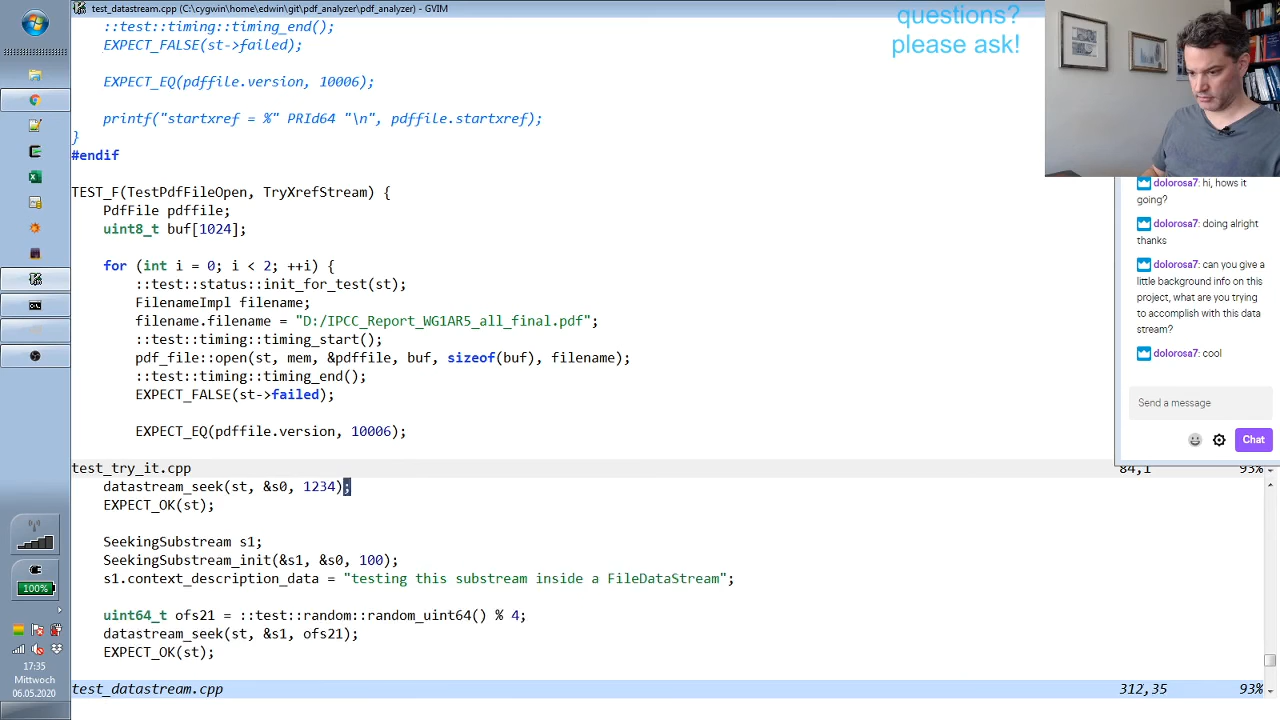 test_datastream.cpp (C:\cygwin\home\edwin\git\pdf_analyzer\pdf_analyzer) - GVIM
::test::timing::timing_end();
EXPECT_FALSE(st->failed);
EXPECT_EQ(pdffile.version, 10006);
printf("startxref = %" PRId64 "\n", pdffile.startxref);
}
#endif
TEST_F(TestPdfFileOpen, TryXrefStream) {
PdfFile pdffile;
uint8_t buf[1024];
for (int i = 0; i < 2; ++i) {
::test::status::init_for_test(st);
FilenameImpl filename;
filename.filename = "D:/IPCC_Report_WG1AR5_all_final.pdf";
::test::timing::timing_start();
pdf_file::open(st, mem, &pdffile, buf, sizeof(buf), filename);
::test::timing::timing_end();
EXPECT_FALSE(st->failed);
EXPECT_EQ(pdffile.version, 10006);
test_try_it.cpp 84,1 93%
datastream_seek(st, &s0, 1234);
EXPECT_OK(st);
SeekingSubstream s1;
SeekingSubstream_init(&s1, &s0, 100);
s1.context_description_data = "testing this substream inside a FileDataStream";
uint64_t ofs21 = ::test::random::random_uint64() % 4;
datastream_seek(st, &s1, ofs21);
EXPECT_OK(st);
test_datastream.cpp 312,35 93%
questions?
please ask!
dolorosa7: hi, hows it
going?
dolorosa7: doing alright
thanks
dolorosa7: can you give a
little background info on this
project, what are you trying
to accomplish with this data
stream?
dolorosa7: cool
Send a message
Chat
100%
17:35
Mittwoch
06.05.2020